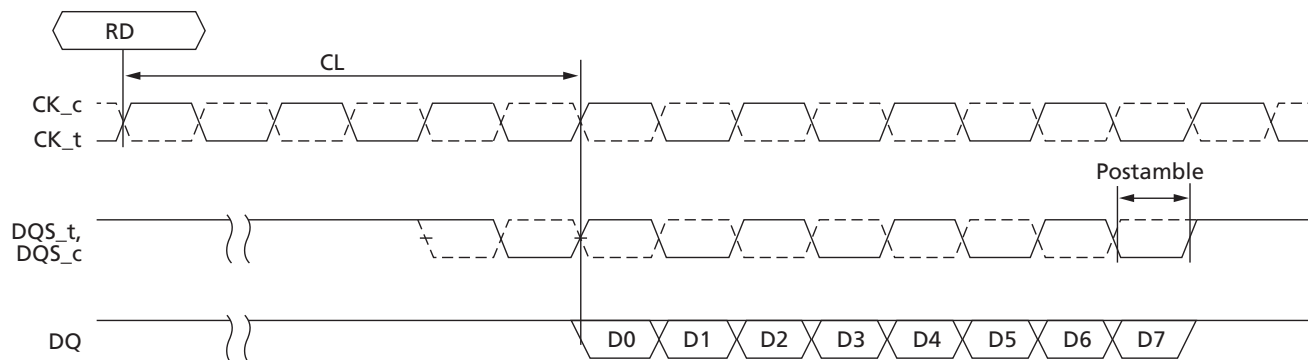 RD
CL
CK_c
CK_t
Postamble
DQS_t,
DQS_c
DQ D0 D1 D2 D3 D4 D5 D6 D7